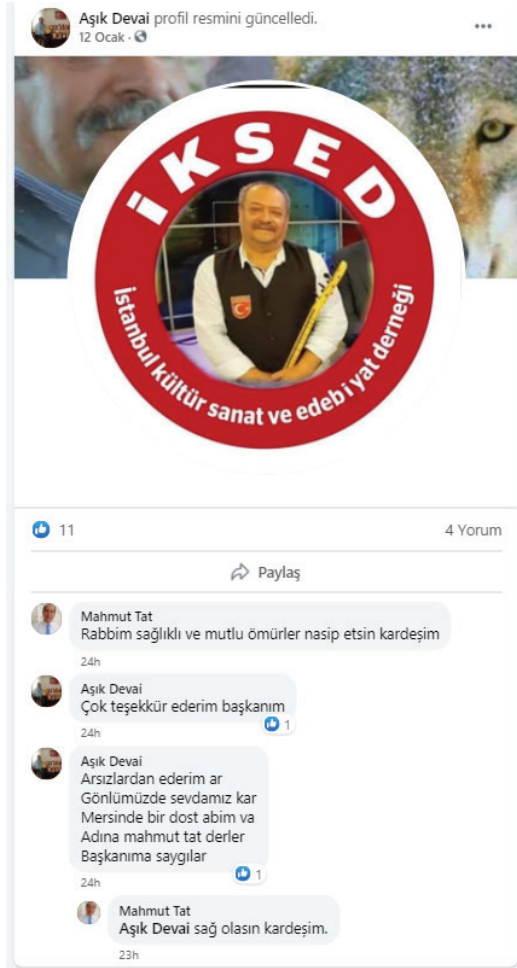 Aşık Devai profil resmini güncelledi.
12 Ocak ·
İKSED
istanbul kültür sanat ve edebiyat derneği
11
4 Yorum
Paylaş
Mahmut Tat
Rabbim sağlıklı ve mutlu ömürler nasip etsin kardeşim
24h
Aşık Devai
Çok teşekkür ederim başkanım
1
24h
Aşık Devai
Arsızlardan ederim ar
Gönlümüzde sevdamız kar
Mersinde bir dost abim va
Adına mahmut tat derler
Başkanıma saygılar
1
24h
Mahmut Tat
Aşık Devai sağ olasın kardeşim.
23h